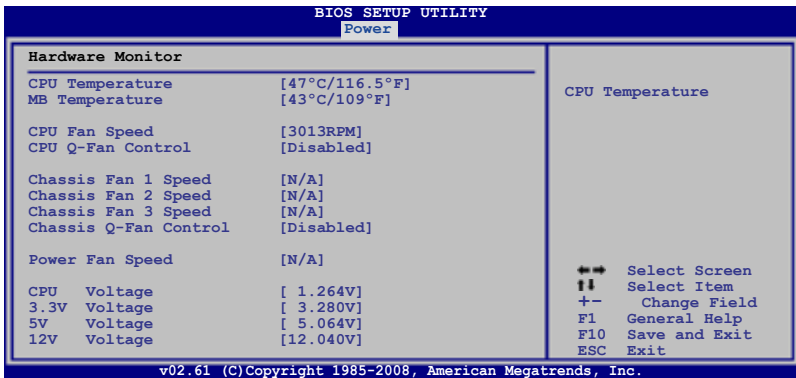 BIOS SETUP UTILITY
Power
Hardware Monitor
CPU Temperature [47°C/116.5°F]
MB Temperature [43°C/109°F]
CPU Fan Speed [3013RPM]
CPU Q-Fan Control [Disabled]
Chassis Fan 1 Speed [N/A]
Chassis Fan 2 Speed [N/A]
Chassis Fan 3 Speed [N/A]
Chassis Q-Fan Control [Disabled]
Power Fan Speed [N/A]
CPU Voltage [ 1.264V]
3.3V Voltage [ 3.280V]
5V Voltage [ 5.064V]
12V Voltage [12.040V]
CPU Temperature
←→ Select Screen
↑↓ Select Item
+- Change Field
F1 General Help
F10 Save and Exit
ESC Exit
v02.61 (C)Copyright 1985-2008, American Megatrends, Inc.